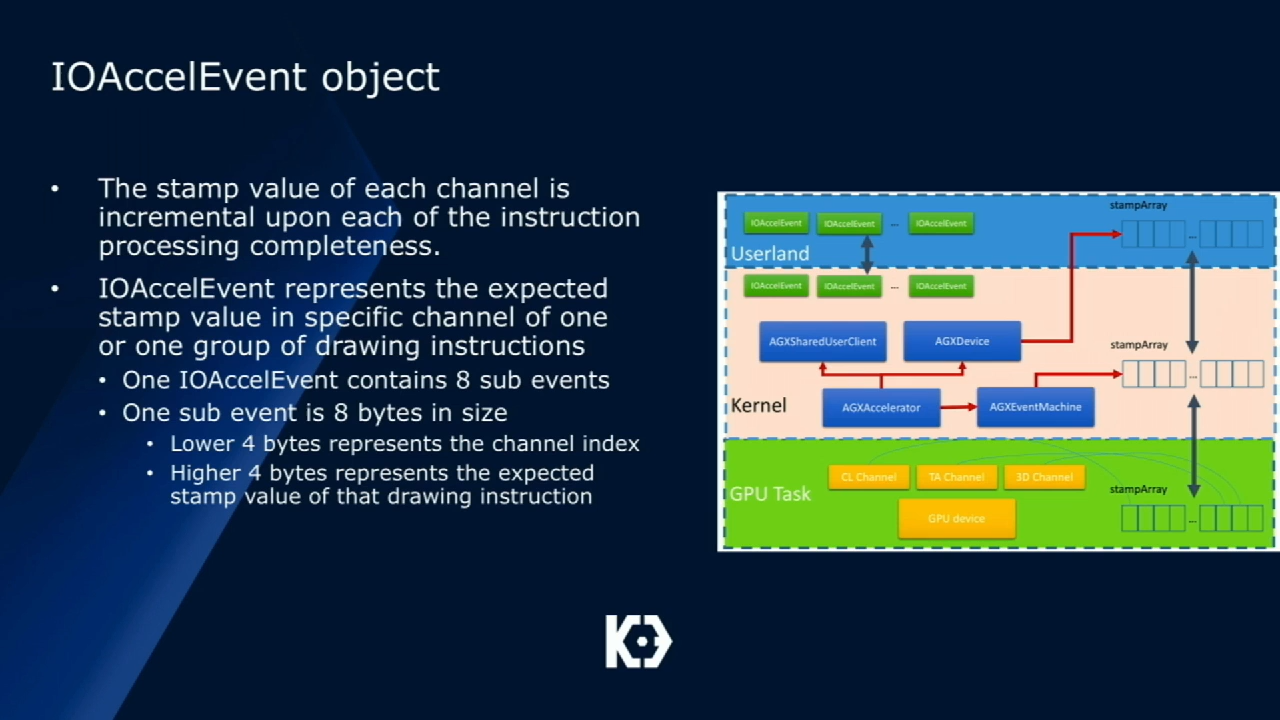 IOAccelEvent object
• The stamp value of each channel is
incremental upon each of the instruction
processing completeness.
• IOAccelEvent represents the expected
stamp value in specific channel of one
or one group of drawing instructions
• One IOAccelEvent contains 8 sub events
• One sub event is 8 bytes in size
• Lower 4 bytes represents the channel index
• Higher 4 bytes represents the expected
stamp value of that drawing instruction
stampArray
IOAccelEvent IOAccelEvent ... IOAccelEvent
...
Userland
IOAccelEvent IOAccelEvent ... IOAccelEvent
AGXSharedUserClient AGXDevice
stampArray
...
Kernel
AGXAccelerator AGXEventMachine
CL Channel TA Channel 3D Channel
GPU Task
stampArray
GPU device
...